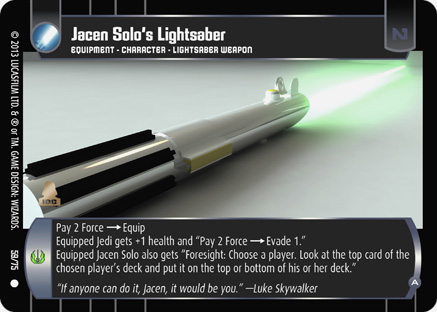 Jacen Solo's Lightsaber
EQUIPMENT - CHARACTER - LIGHTSABER WEAPON
N
© 2013 LUCASFILM LTD. & ® or TM. GAME DESIGN: WIZARDS.
59/75
Pay 2 Force → Equip
Equipped Jedi gets +1 health and “Pay 2 Force → Evade 1.”
Equipped Jacen Solo also gets “Foresight: Choose a player. Look at the top card of the
chosen player's deck and put it on the top or bottom of his or her deck.”
“If anyone can do it, Jacen, it would be you.” —Luke Skywalker
A